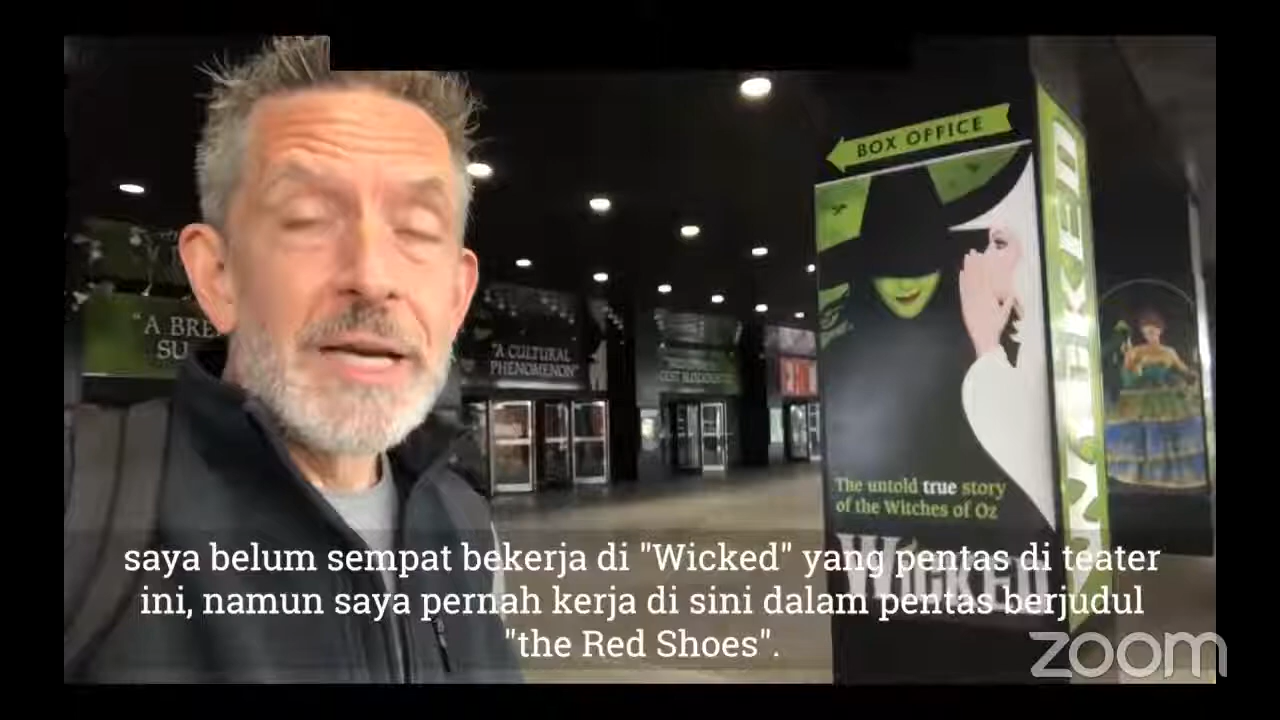 BOX OFFICE
WICKED
"A BRE
SU
"A CULTURAL
PHENOMENON"
The untold true story
of the Witches of Oz
WICKED
saya belum sempat bekerja di "Wicked" yang pentas di teater
ini, namun saya pernah kerja di sini dalam pentas berjudul
"the Red Shoes".
zoom